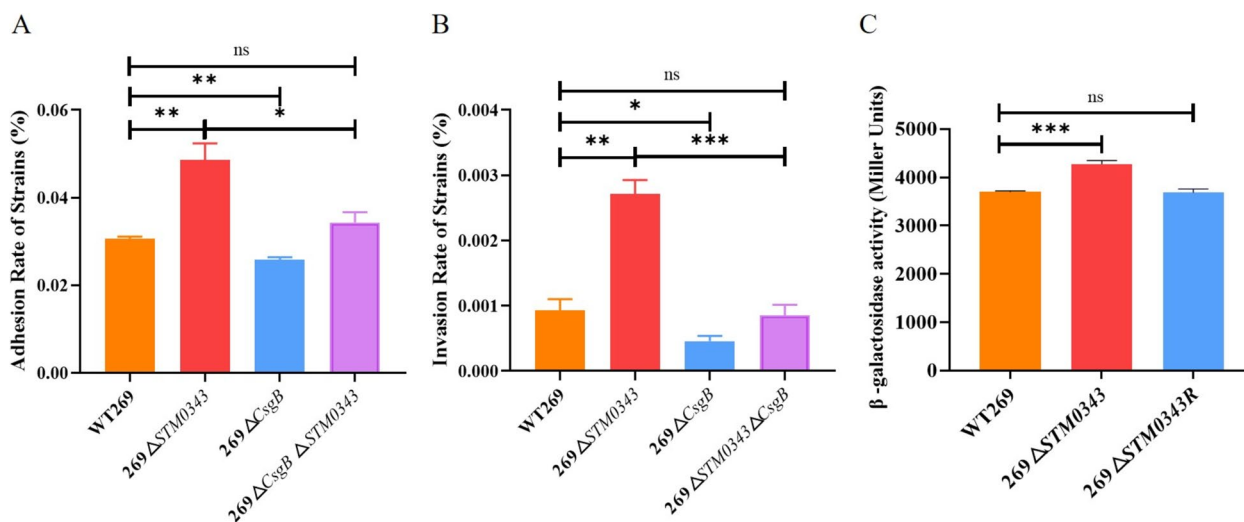 A
ns
**
**
*
Adhesion Rate of Strains (%)
0.06
0.04
0.02
0.00
WT269
269 ΔSTM0343
269 ΔCsgB
269 ΔCsgB ΔSTM0343
B
ns
*
**
***
Invasion Rate of Strains (%)
0.004
0.003
0.002
0.001
0.000
WT269
269 ΔSTM0343
269 ΔCsgB
269 ΔSTM0343 ΔCsgB
C
ns
***
β -galactosidase activity (Miller Units)
5000
4000
3000
2000
1000
0
WT269
269 ΔSTM0343
269 ΔSTM0343R